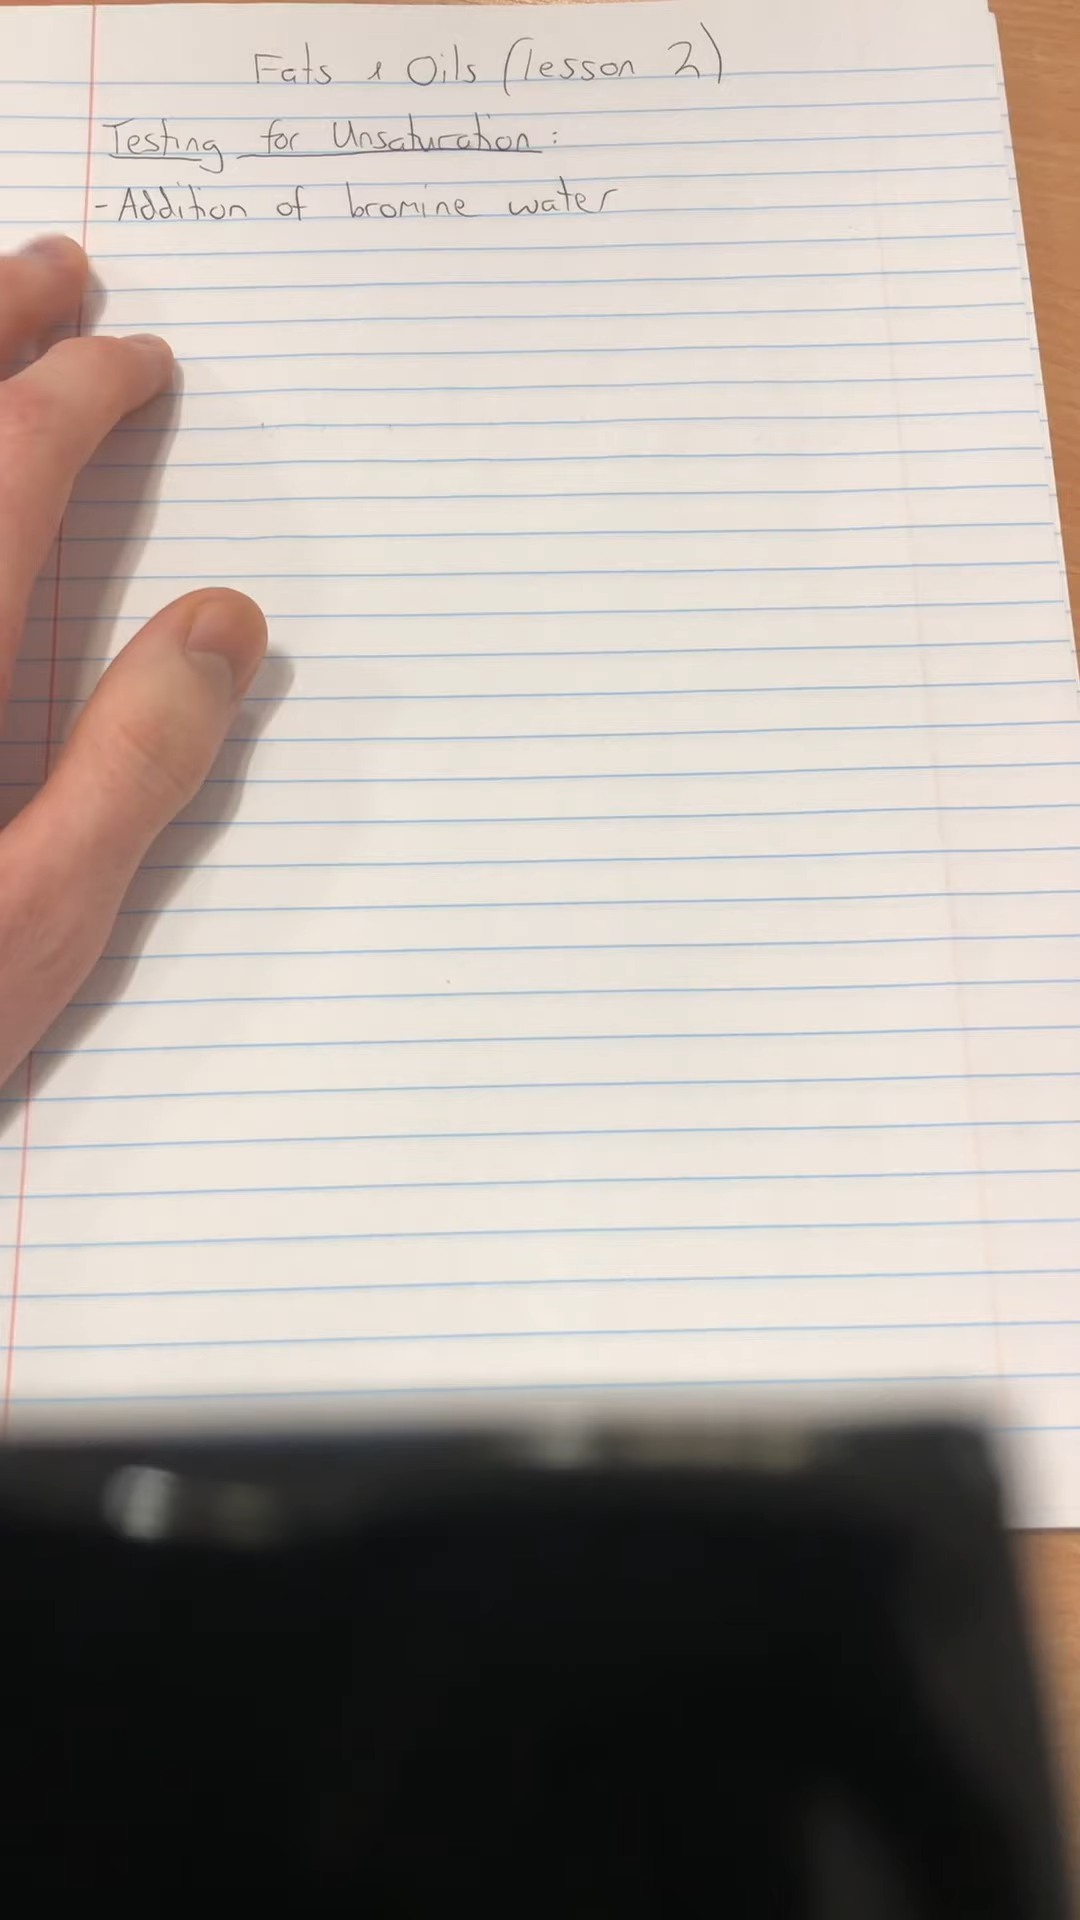 Fats & Oils (lesson 2)
Testing for Unsaturation:
- Addition of bromine water